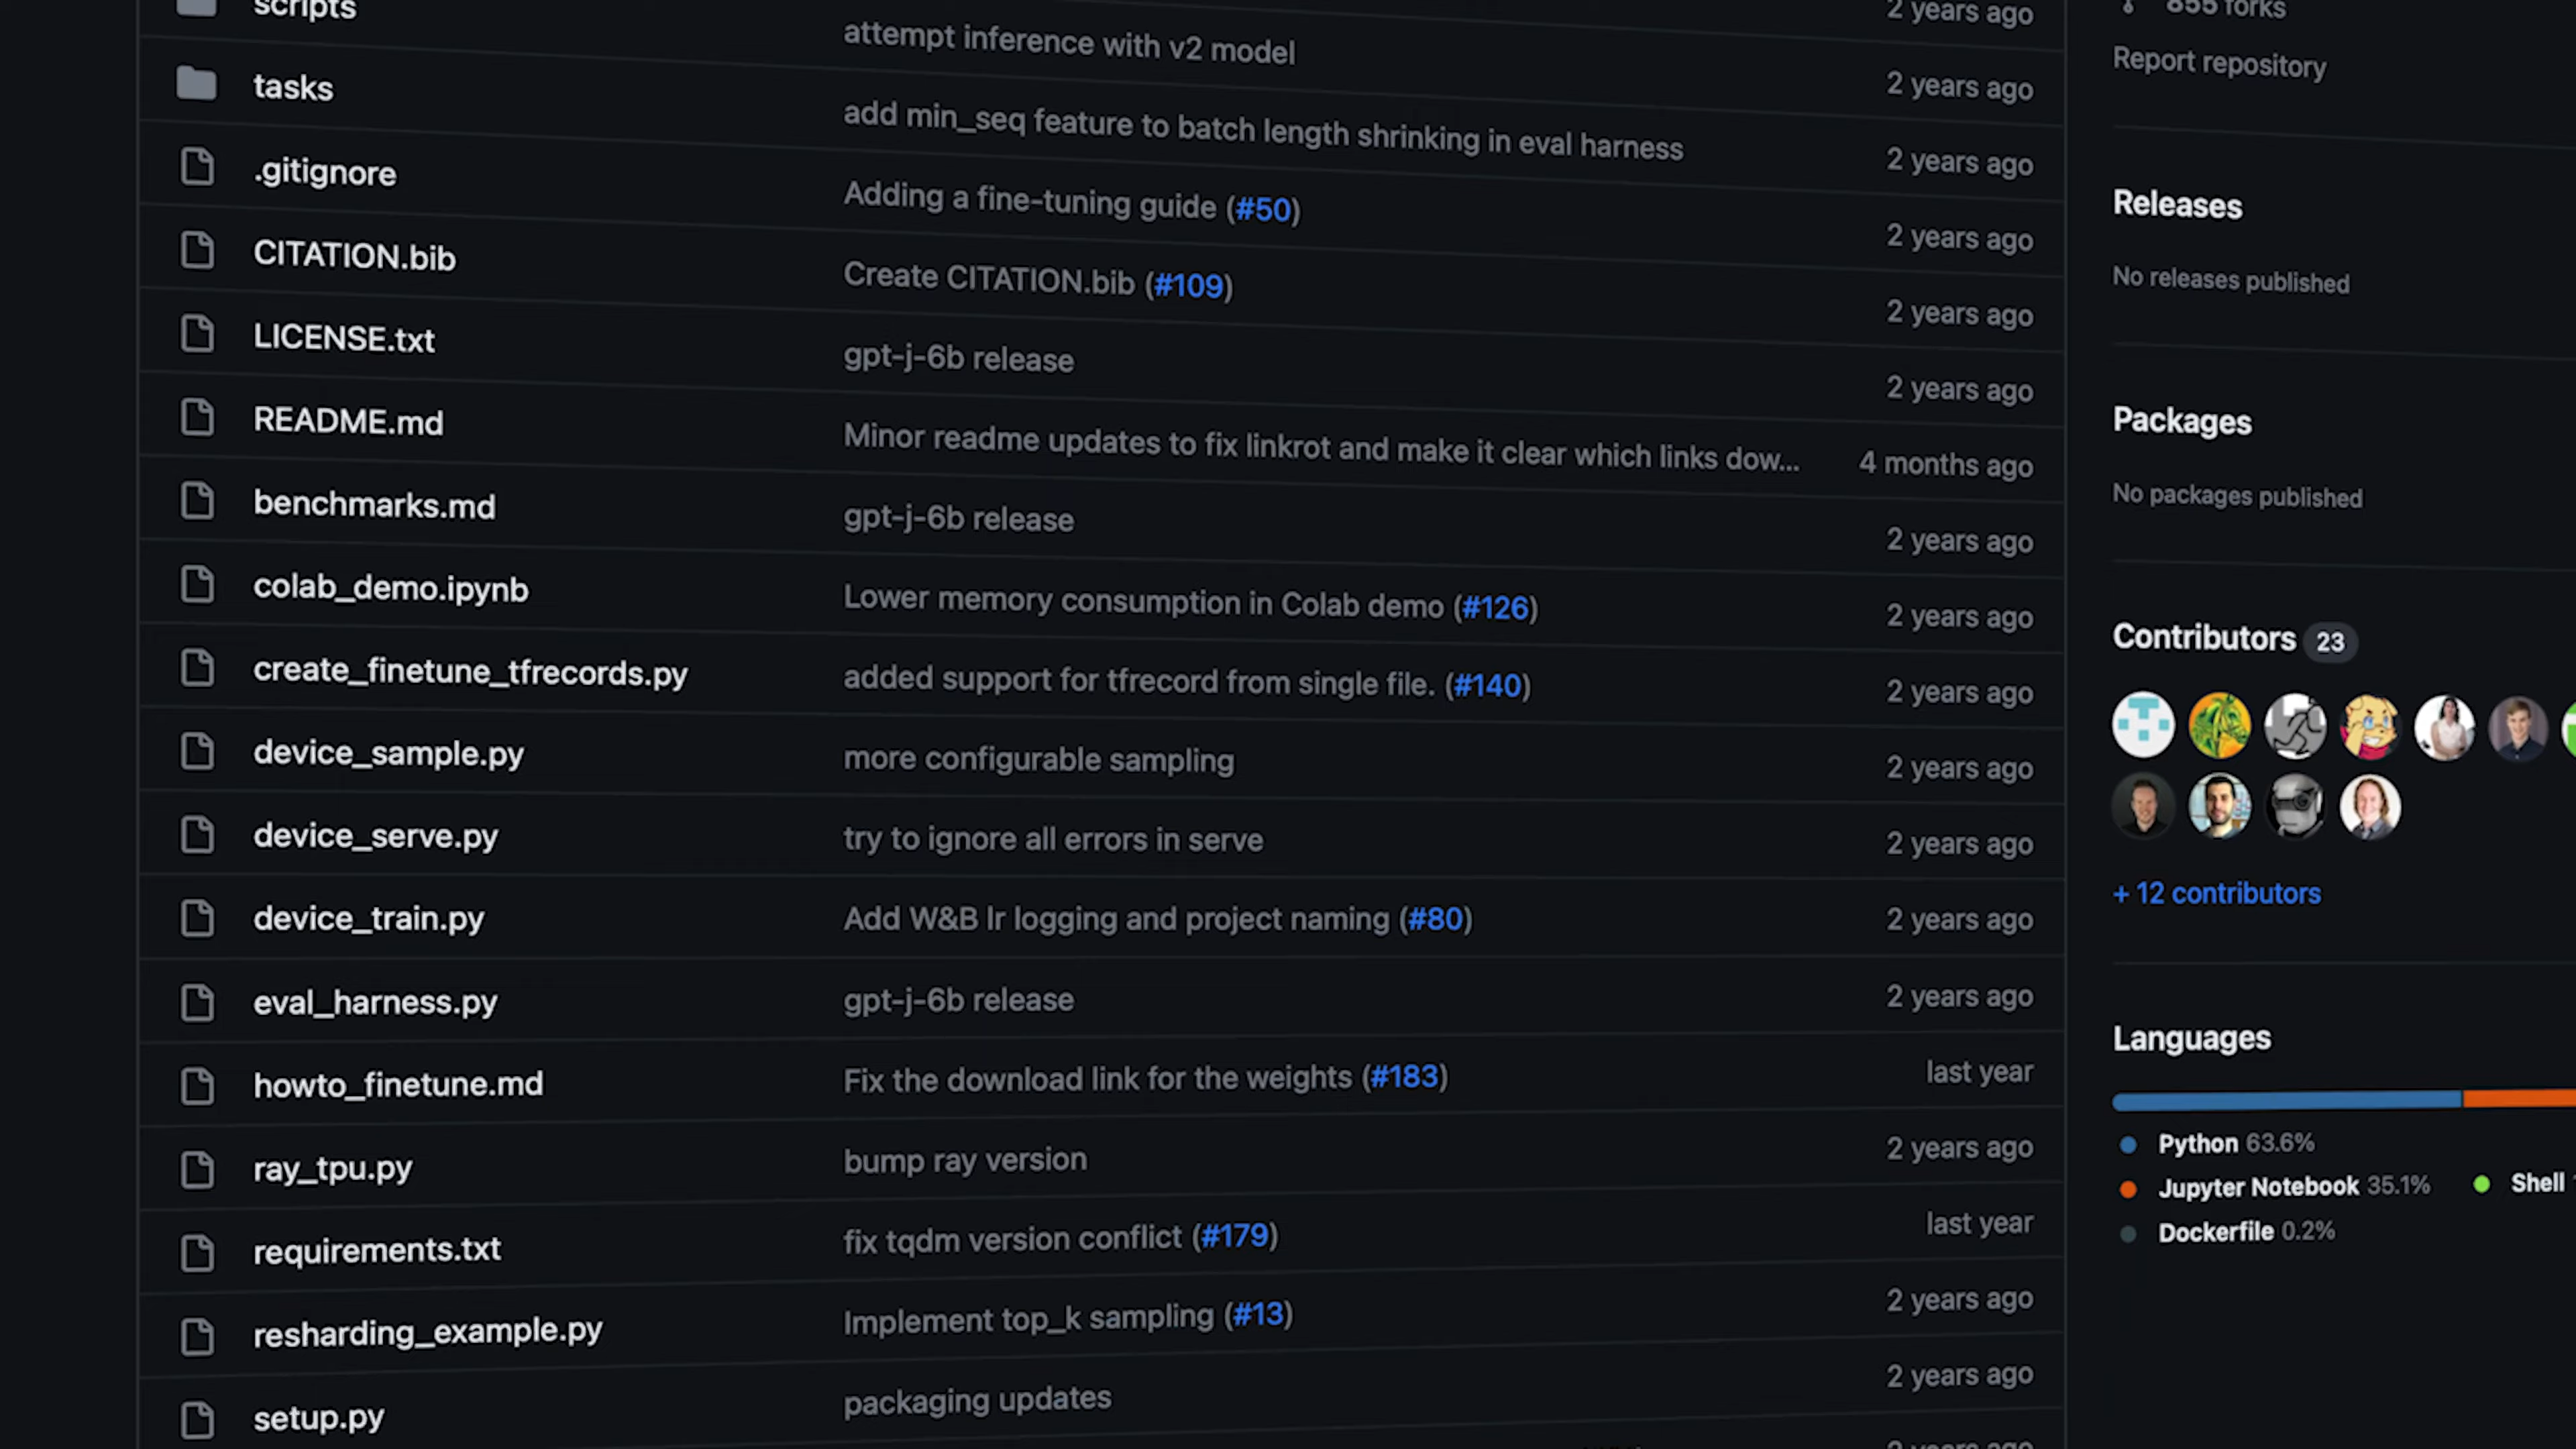 scripts
2 years ago
855 forks
attempt inference with v2 model
Report repository
tasks
2 years ago
add min_seq feature to batch length shrinking in eval harness
2 years ago
.gitignore
Adding a fine-tuning guide (#50)
2 years ago
Releases
CITATION.bib
Create CITATION.bib (#109)
2 years ago
No releases published
LICENSE.txt
gpt-j-6b release
2 years ago
README.md
Minor readme updates to fix linkrot and make it clear which links dow...
4 months ago
Packages
benchmarks.md
gpt-j-6b release
2 years ago
No packages published
colab_demo.ipynb
Lower memory consumption in Colab demo (#126)
2 years ago
Contributors 23
create_finetune_tfrecords.py
added support for tfrecord from single file. (#140)
2 years ago
device_sample.py
more configurable sampling
2 years ago
device_serve.py
try to ignore all errors in serve
2 years ago
+ 12 contributors
device_train.py
Add W&B lr logging and project naming (#80)
2 years ago
eval_harness.py
gpt-j-6b release
2 years ago
Languages
howto_finetune.md
Fix the download link for the weights (#183)
last year
Python 63.6%
ray_tpu.py
bump ray version
2 years ago
Jupyter Notebook 35.1%
Shell
requirements.txt
fix tqdm version conflict (#179)
last year
Dockerfile 0.2%
resharding_example.py
Implement top_k sampling (#13)
2 years ago
setup.py
packaging updates
2 years ago